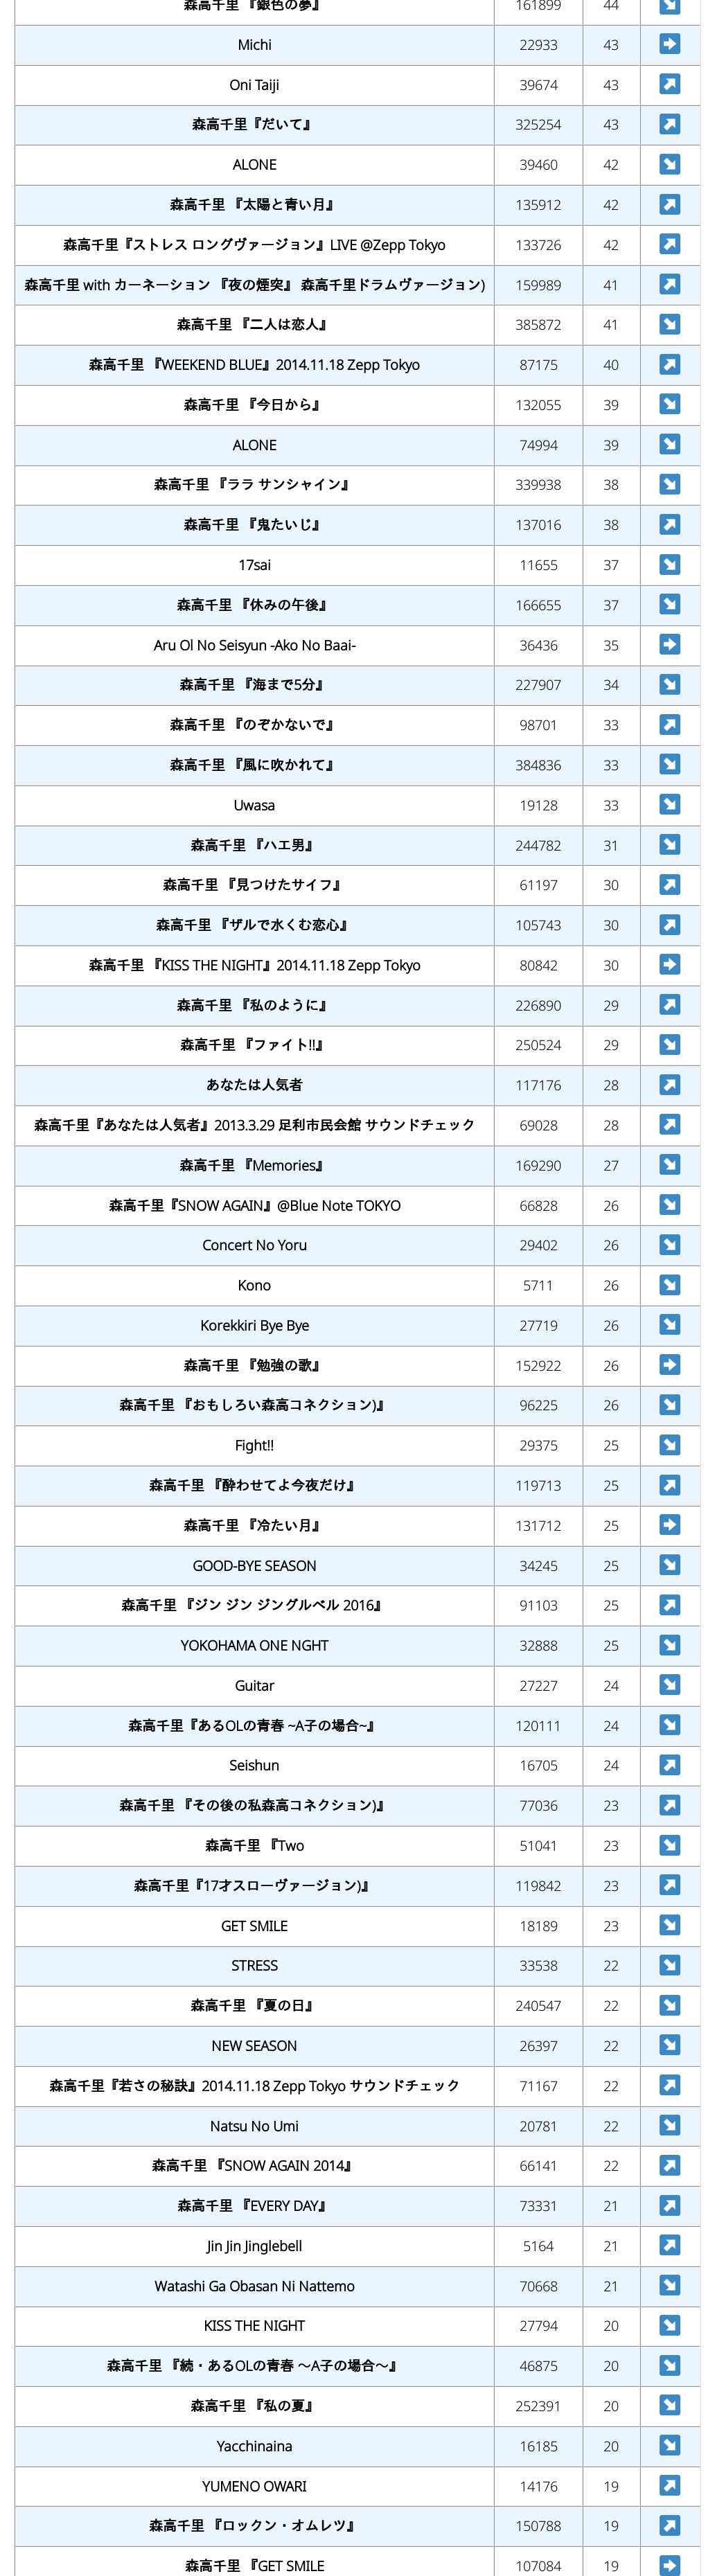 森高千里 『銀色の夢』 161899 44
Michi 22933 43
Oni Taiji 39674 43
森高千里『だいて』 325254 43
ALONE 39460 42
森高千里 『太陽と青い月』 135912 42
森高千里『ストレス ロングヴァージョン』LIVE @Zepp Tokyo 133726 42
森高千里 with カーネーション 『夜の煙突』 森高千里ドラムヴァージョン) 159989 41
森高千里 『二人は恋人』 385872 41
森高千里 『WEEKEND BLUE』2014.11.18 Zepp Tokyo 87175 40
森高千里 『今日から』 132055 39
ALONE 74994 39
森高千里 『ララ サンシャイン』 339938 38
森高千里 『鬼たいじ』 137016 38
17sai 11655 37
森高千里 『休みの午後』 166655 37
Aru Ol No Seisyun -Ako No Baai- 36436 35
森高千里 『海まで5分』 227907 34
森高千里 『のぞかないで』 98701 33
森高千里 『風に吹かれて』 384836 33
Uwasa 19128 33
森高千里 『ハエ男』 244782 31
森高千里 『見つけたサイフ』 61197 30
森高千里 『ザルで水くむ恋心』 105743 30
森高千里 『KISS THE NIGHT』2014.11.18 Zepp Tokyo 80842 30
森高千里 『私のように』 226890 29
森高千里 『ファイト!!』 250524 29
あなたは人気者 117176 28
森高千里『あなたは人気者』2013.3.29 足利市民会館 サウンドチェック 69028 28
森高千里 『Memories』 169290 27
森高千里『SNOW AGAIN』@Blue Note TOKYO 66828 26
Concert No Yoru 29402 26
Kono 5711 26
Korekkiri Bye Bye 27719 26
森高千里 『勉強の歌』 152922 26
森高千里 『おもしろい森高コネクション)』 96225 26
Fight!! 29375 25
森高千里 『酔わせてよ今夜だけ』 119713 25
森高千里 『冷たい月』 131712 25
GOOD-BYE SEASON 34245 25
森高千里 『ジン ジン ジングルベル 2016』 91103 25
YOKOHAMA ONE NGHT 32888 25
Guitar 27227 24
森高千里『あるOLの青春 ~A子の場合~』 120111 24
Seishun 16705 24
森高千里 『その後の私森高コネクション)』 77036 23
森高千里 『Two 51041 23
森高千里『17才スローヴァージョン)』 119842 23
GET SMILE 18189 23
STRESS 33538 22
森高千里 『夏の日』 240547 22
NEW SEASON 26397 22
森高千里『若さの秘訣』2014.11.18 Zepp Tokyo サウンドチェック 71167 22
Natsu No Umi 20781 22
森高千里 『SNOW AGAIN 2014』 66141 22
森高千里 『EVERY DAY』 73331 21
Jin Jin Jinglebell 5164 21
Watashi Ga Obasan Ni Nattemo 70668 21
KISS THE NIGHT 27794 20
森高千里 『続・あるOLの青春 〜A子の場合〜』 46875 20
森高千里 『私の夏』 252391 20
Yacchinaina 16185 20
YUMENO OWARI 14176 19
森高千里 『ロックン・オムレツ』 150788 19
森高千里 『GET SMILE 107084 19